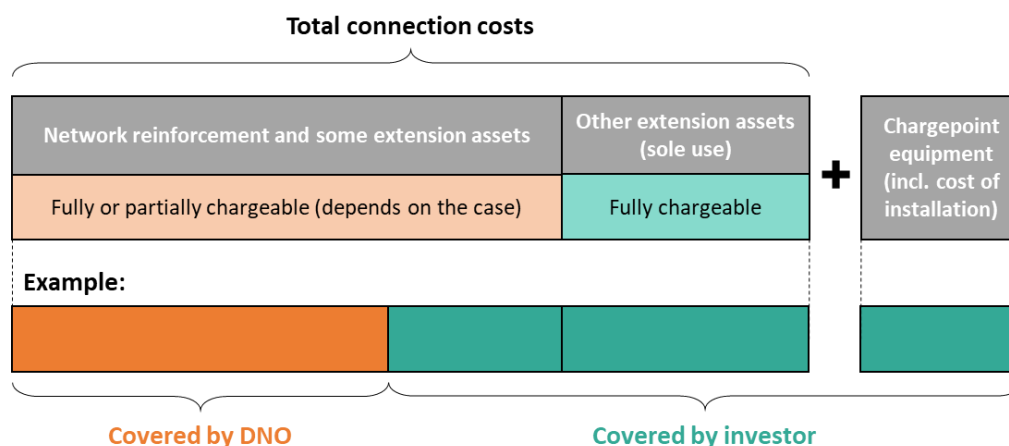 Total connection costs
Network reinforcement and some extension assets
Other extension assets
(sole use)
Chargepoint
equipment
(incl. cost of
installation)
+
Fully or partially chargeable (depends on the case)
Fully chargeable
Example:
Covered by DNO
Covered by investor